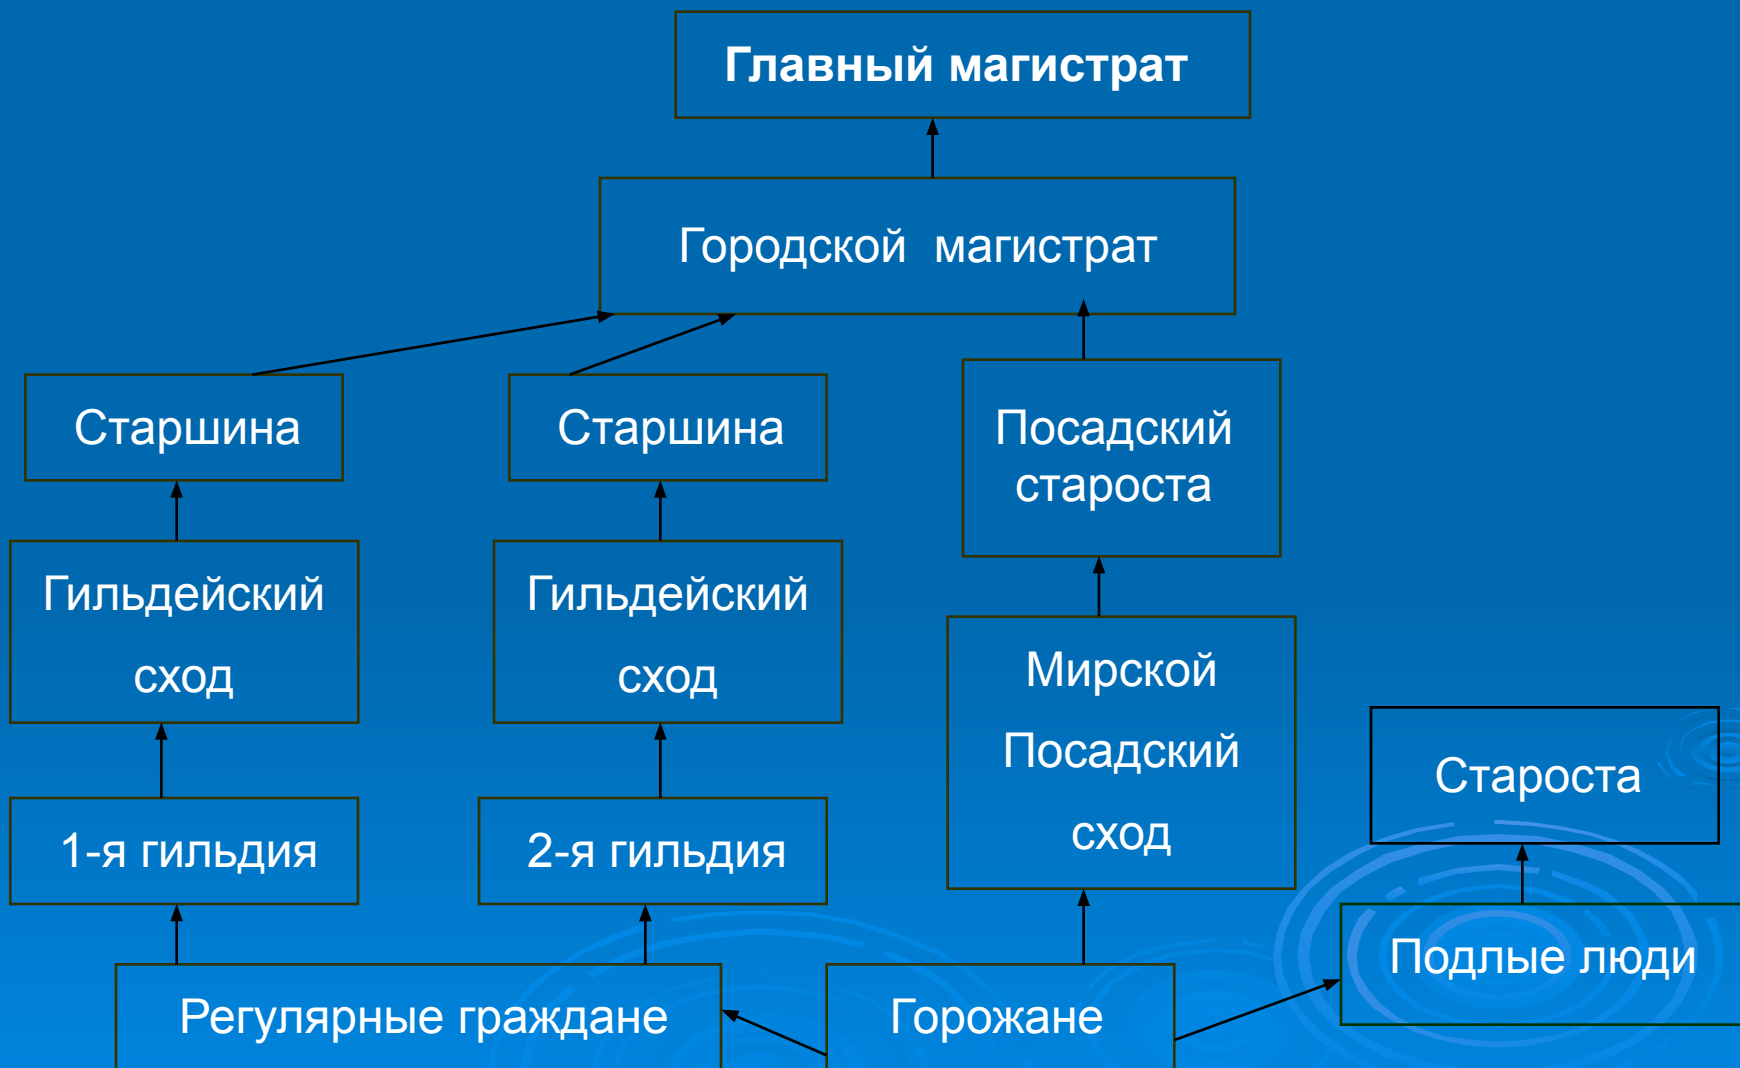 Главный магистрат
Городской магистрат
Старшина
Старшина
Посадский
староста
Гильдейский
сход
Гильдейский
сход
Мирской
Посадский
сход
Староста
1-я гильдия
2-я гильдия
Подлые люди
Регулярные граждане
Горожане